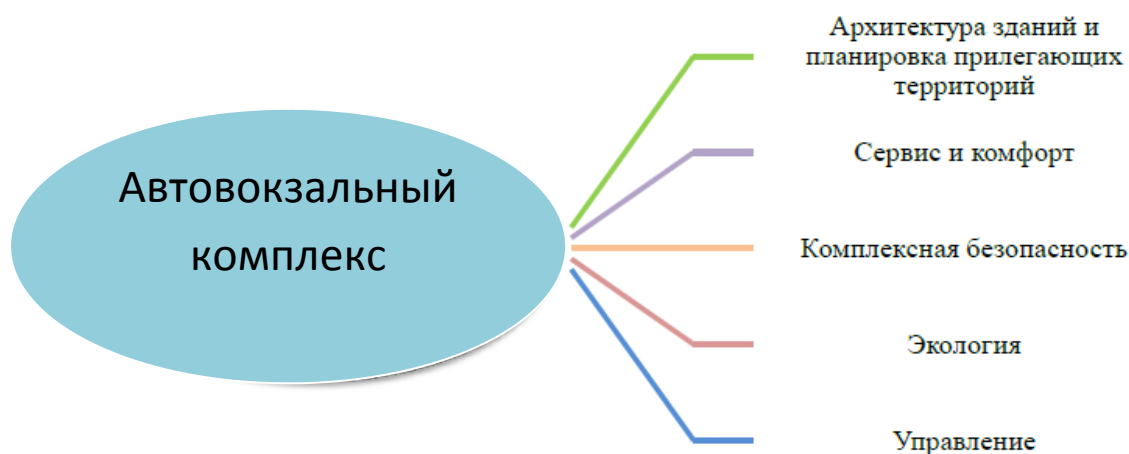 Автовокзальный
комплекс
Архитектура зданий и
планировка прилегающих
территорий
Сервис и комфорт
Комплексная безопасность
Экология
Управление